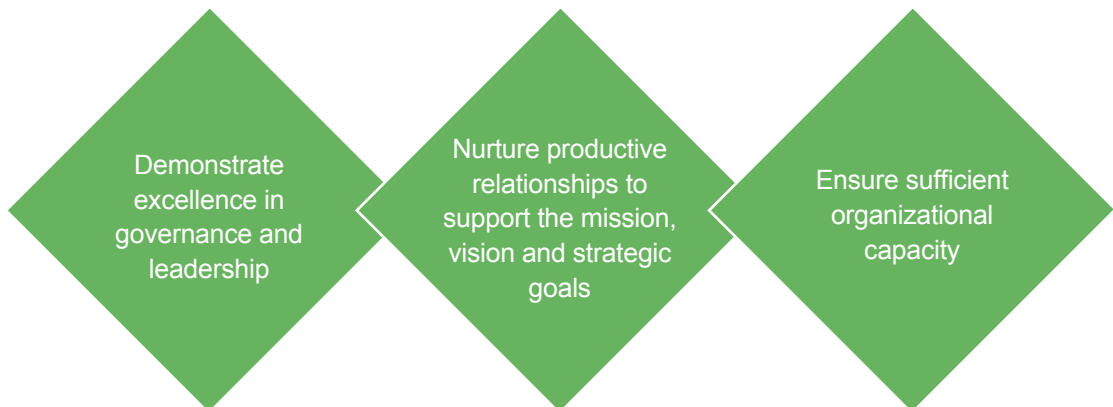 Demonstrate
excellence in
governance and
leadership
Nurture productive
relationships to
support the mission,
vision and strategic
goals
Ensure sufficient
organizational
capacity